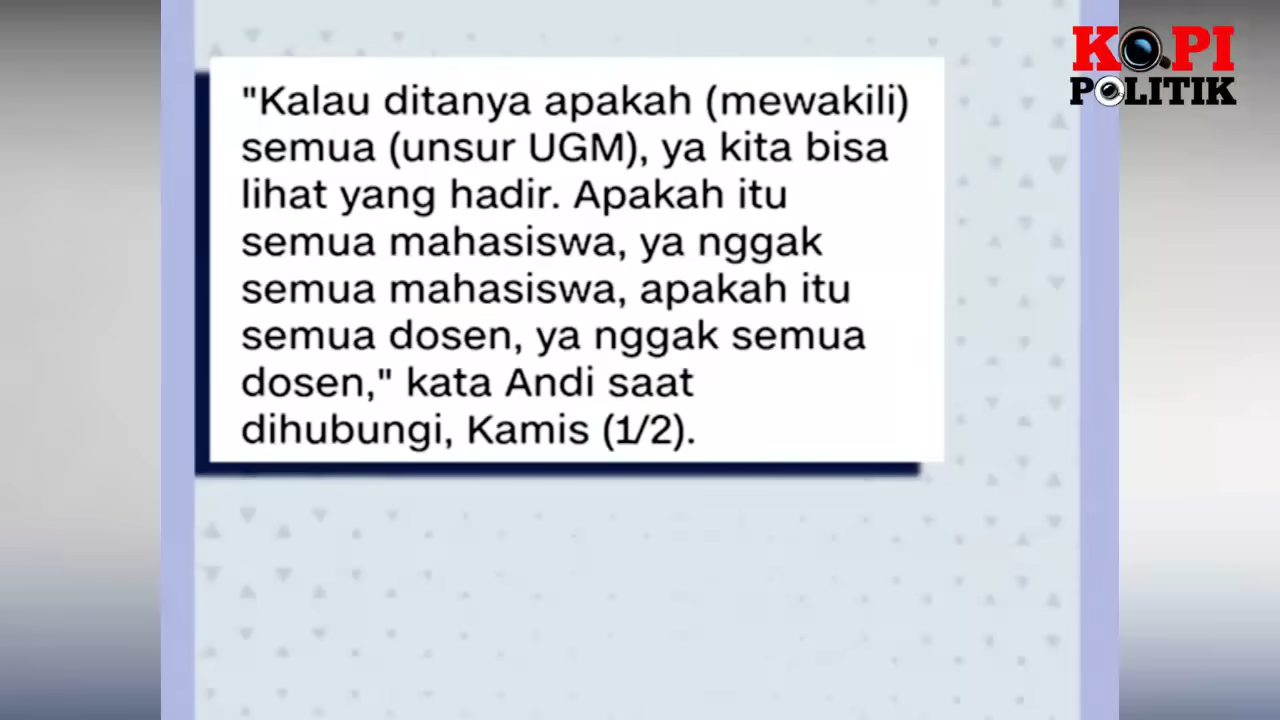 KOPI
POLITIK
"Kalau ditanya apakah (mewakili)
semua (unsur UGM), ya kita bisa
lihat yang hadir. Apakah itu
semua mahasiswa, ya nggak
semua mahasiswa, apakah itu
semua dosen, ya nggak semua
dosen," kata Andi saat
dihubungi, Kamis (1/2).